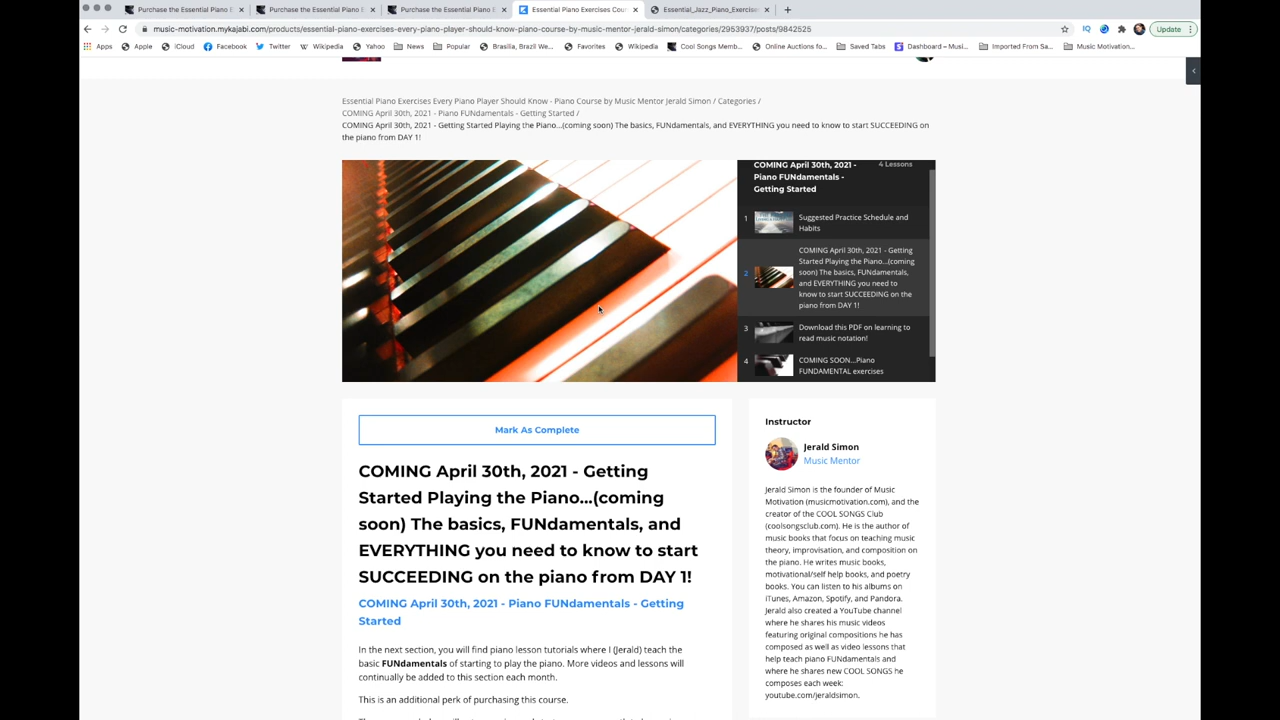 Purchase the Essential Piano E
Purchase the Essential Piano E
Purchase the Essential Piano E
Essential Piano Exercises Cour
Essential_Jazz_Piano_Exercises
music-motivation.mykajabi.com/products/essential-piano-exercises-every-piano-player-should-know-piano-course-by-music-mentor-jerald-simon/categories/2953937/posts/9842525
Update
Apps
Apple
iCloud
Facebook
Twitter
Wikipedia
Yahoo
News
Popular
Brasilia, Brazil We...
Favorites
Wikipedia
Cool Songs Memb...
Online Auctions fo...
Saved Tabs
Dashboard – Musi...
Imported From Sa...
Music Motivation...
Essential Piano Exercises Every Piano Player Should Know - Piano Course by Music Mentor Jerald Simon / Categories /
COMING April 30th, 2021 - Piano FUNdamentals - Getting Started /
COMING April 30th, 2021 - Getting Started Playing the Piano...(coming soon) The basics, FUNdamentals, and EVERYTHING you need to know to start SUCCEEDING on
the piano from DAY 1!
COMING April 30th, 2021 -
Piano FUNdamentals -
Getting Started
4 Lessons
1
Suggested Practice Schedule and
Habits
2
COMING April 30th, 2021 - Getting
Started Playing the Piano...(coming
soon) The basics, FUNdamentals,
and EVERYTHING you need to
know to start SUCCEEDING on the
piano from DAY 1!
3
Download this PDF on learning to
read music notation!
4
COMING SOON...Piano
FUNDAMENTAL exercises
Mark As Complete
COMING April 30th, 2021 - Getting
Started Playing the Piano...(coming
soon) The basics, FUNdamentals, and
EVERYTHING you need to know to start
SUCCEEDING on the piano from DAY 1!
COMING April 30th, 2021 - Piano FUNdamentals - Getting
Started
In the next section, you will find piano lesson tutorials where I (Jerald) teach the
basic FUNdamentals of starting to play the piano. More videos and lessons will
continually be added to this section each month.
This is an additional perk of purchasing this course.
Instructor
Jerald Simon
Music Mentor
Jerald Simon is the founder of Music
Motivation (musicmotivation.com), and the
creator of the COOL SONGS Club
(coolsongsclub.com). He is the author of
music books that focus on teaching music
theory, improvisation, and composition on
the piano. He writes music books,
motivational/self help books, and poetry
books. You can listen to his albums on
iTunes, Amazon, Spotify, and Pandora.
Jerald also created a YouTube channel
where he shares his music videos
featuring original compositions he has
composed as well as video lessons that
help teach piano FUNdamentals and
where he shares new COOL SONGS he
composes each week:
youtube.com/jeraldsimon.